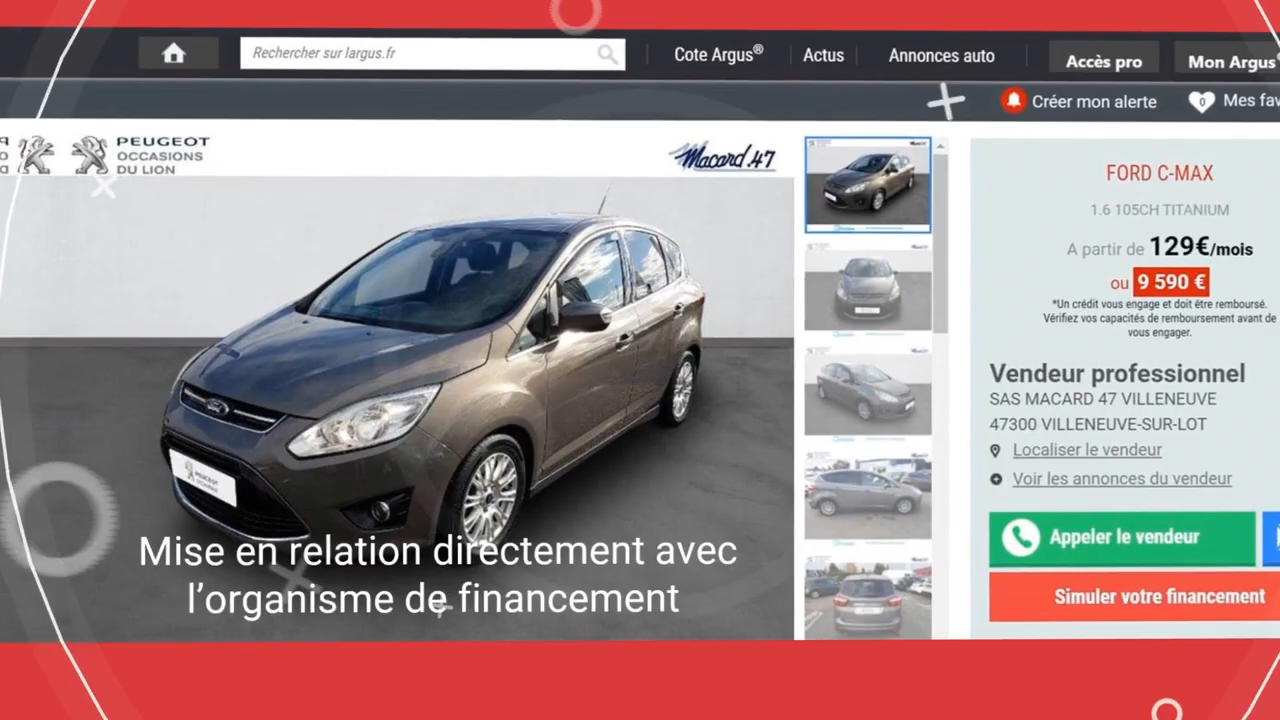 Rechercher sur largus.fr
Cote Argus®
Actus
Annonces auto
Accès pro
Mon Argus®
Créer mon alerte
0
Mes fav
PEUGEOT
OCCASIONS
DU LION
Macard.47
FORD C-MAX
1.6 105CH TITANIUM
A partir de 129€/mois
ou 9 590 €
*Un crédit vous engage et doit être remboursé.
Vérifiez vos capacités de remboursement avant de
vous engager.
Vendeur professionnel
SAS MACARD 47 VILLENEUVE
47300 VILLENEUVE-SUR-LOT
Localiser le vendeur
Voir les annonces du vendeur
Appeler le vendeur
Simuler votre financement
Mise en relation directement avec
l'organisme de financement